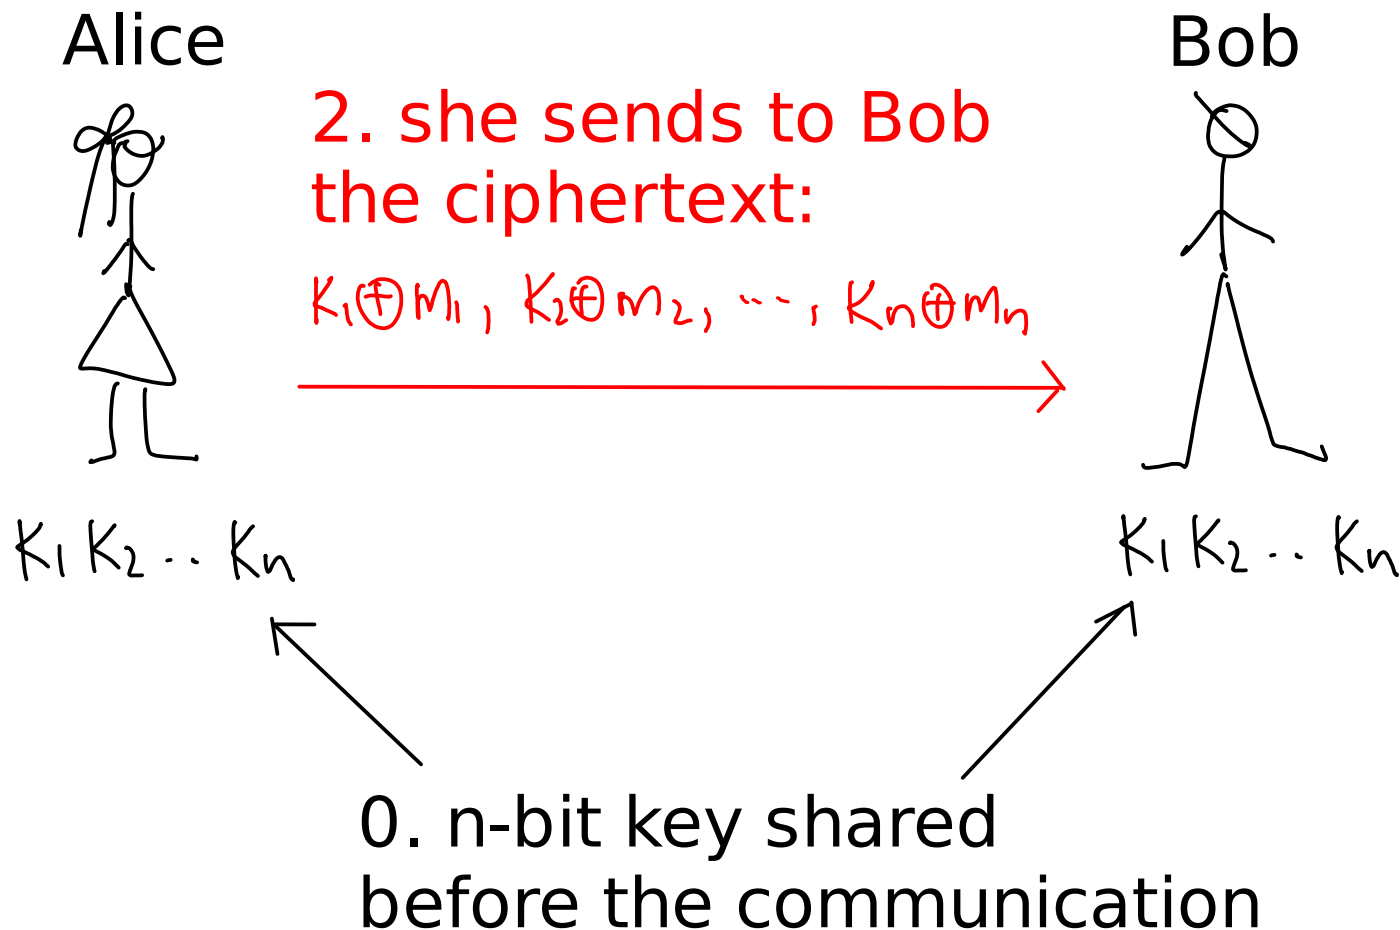 Alice
Bob
2. she sends to Bob
the ciphertext:
K₁⊕m₁, K₂⊕m₂, ..., Kn⊕mn
K₁ K₂ .. Kn
K₁ K₂ .. Kn
0. n-bit key shared
before the communication